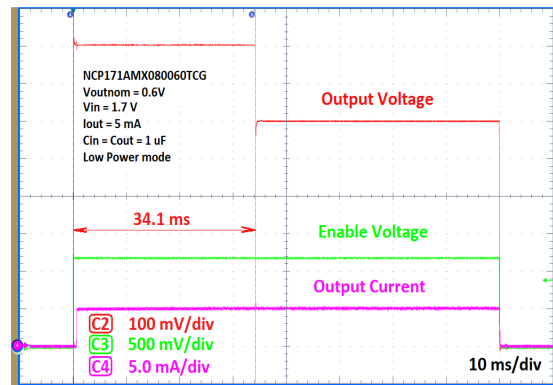 NCP171AMX080060TCG
Voutnom = 0.6V
Vin = 1.7 V
Iout = 5 mA
Cin = Cout = 1 uF
Low Power mode
Output Voltage
34.1 ms
Enable Voltage
Output Current
C2 100 mV/div
C3 500 mV/div
C4 5.0 mA/div
10 ms/div